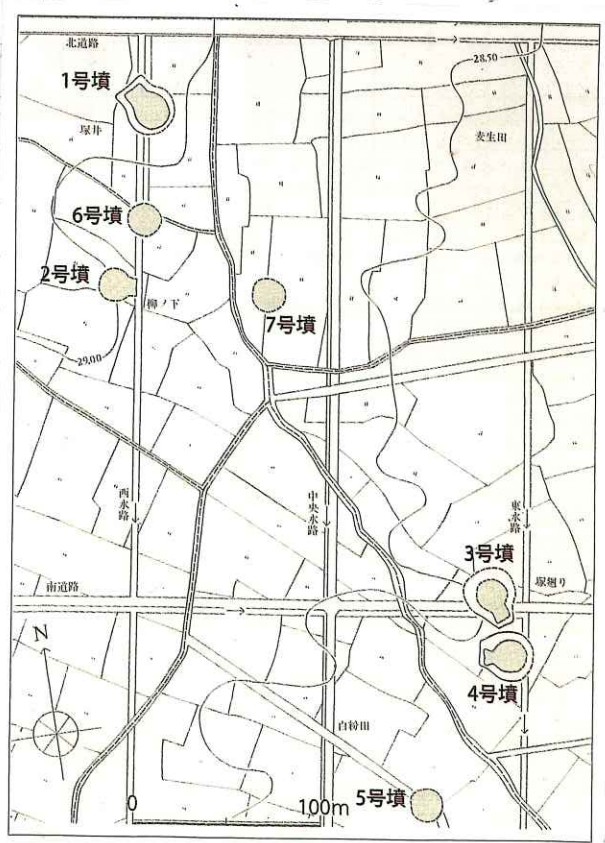 北道路
28.50
1号墳
塚井
麦生田
6号墳
2号墳
柳ノ下
7号墳
29.00
西水路
中央水路
東水路
3号墳
南道路
塚廻り
N
4号墳
白粉田
0
100m
5号墳